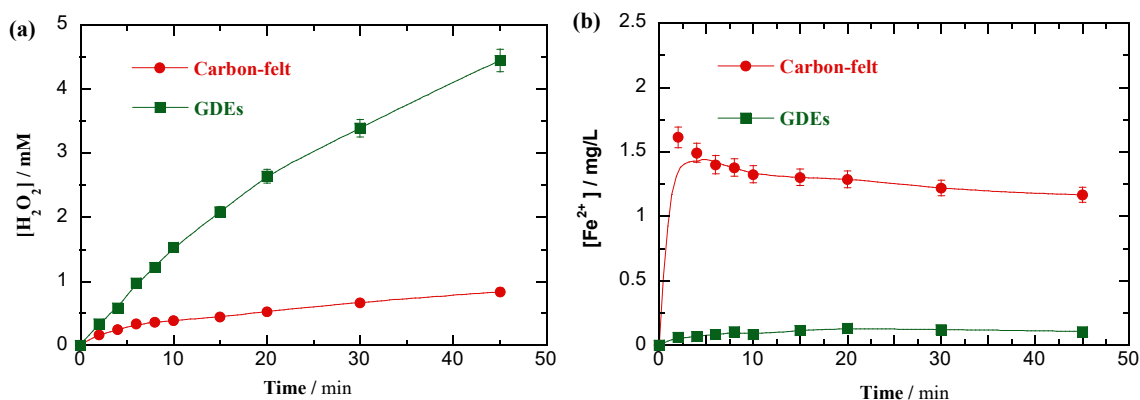 (a)
5
4
3
2
1
0
[H₂O₂] / mM
Carbon-felt
GDEs
0
10
20
30
40
50
Time / min
(b)
2.5
2
1.5
1
0.5
0
[Fe²⁺] / mg/L
Carbon-felt
GDEs
0
10
20
30
40
50
Time / min